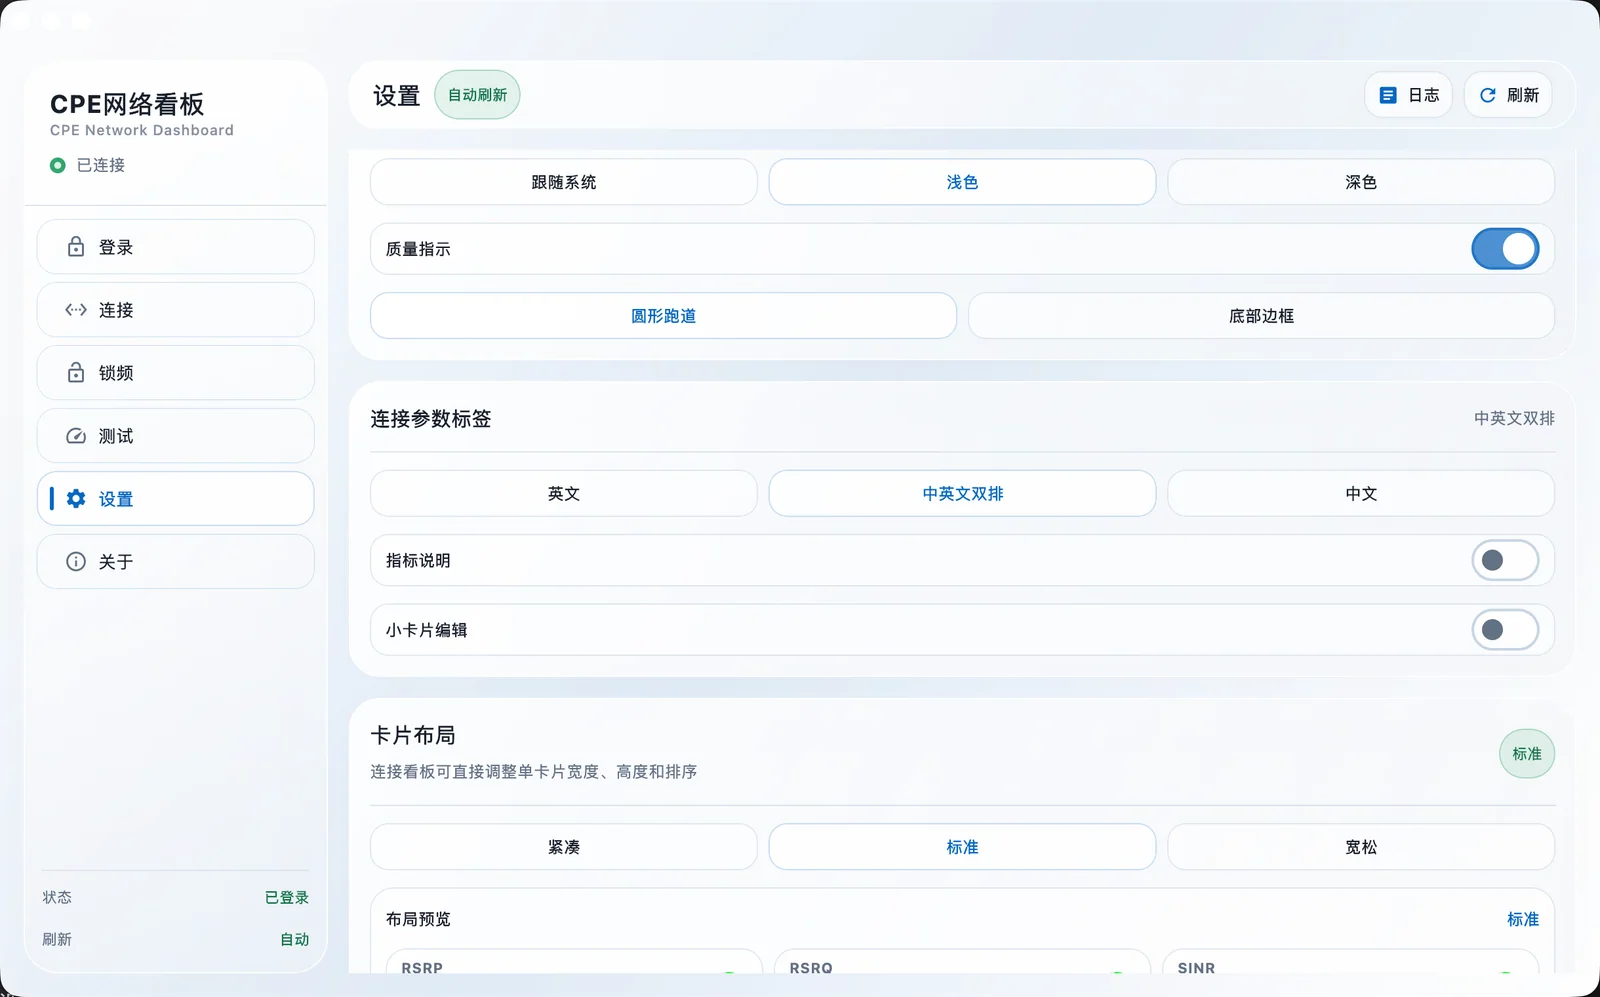 CPE网络看板
CPE Network Dashboard
已连接
登录
连接
锁频
测试
设置
关于
状态 已登录
刷新 自动
设置 自动刷新 日志 刷新
跟随系统 浅色 深色
质量指示
圆形跑道 底部边框
连接参数标签 中英文双排
英文 中英文双排 中文
指标说明
小卡片编辑
卡片布局
连接看板可直接调整单卡片宽度、高度和排序
标准
紧凑 标准 宽松
布局预览 标准
RSRP RSRQ SINR